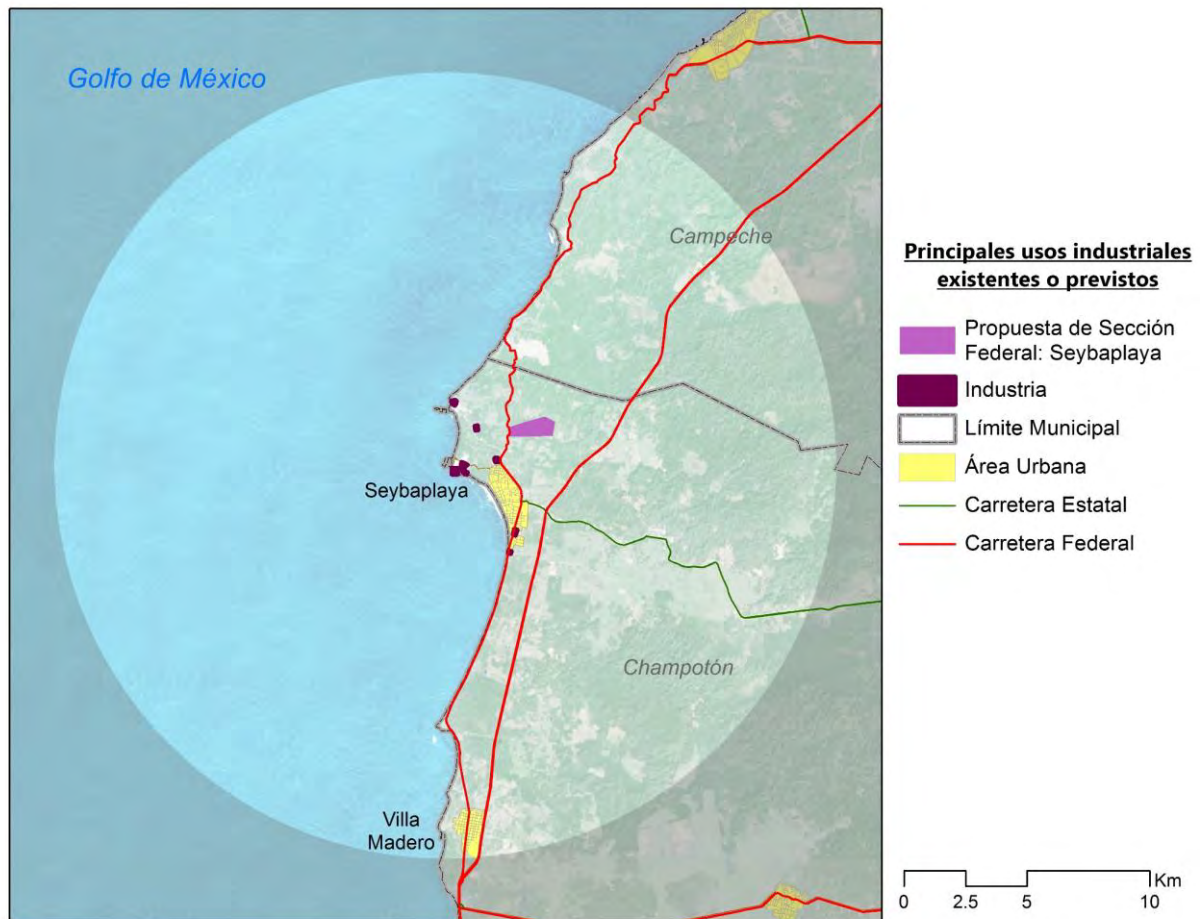 Golfo de México
Campeche
Seybaplaya
Champotón
Villa
Madero
Principales usos industriales
existentes o previstos
Propuesta de Sección
Federal: Seybaplaya
Industria
Límite Municipal
Área Urbana
Carretera Estatal
Carretera Federal
Km
0 2.5 5 10